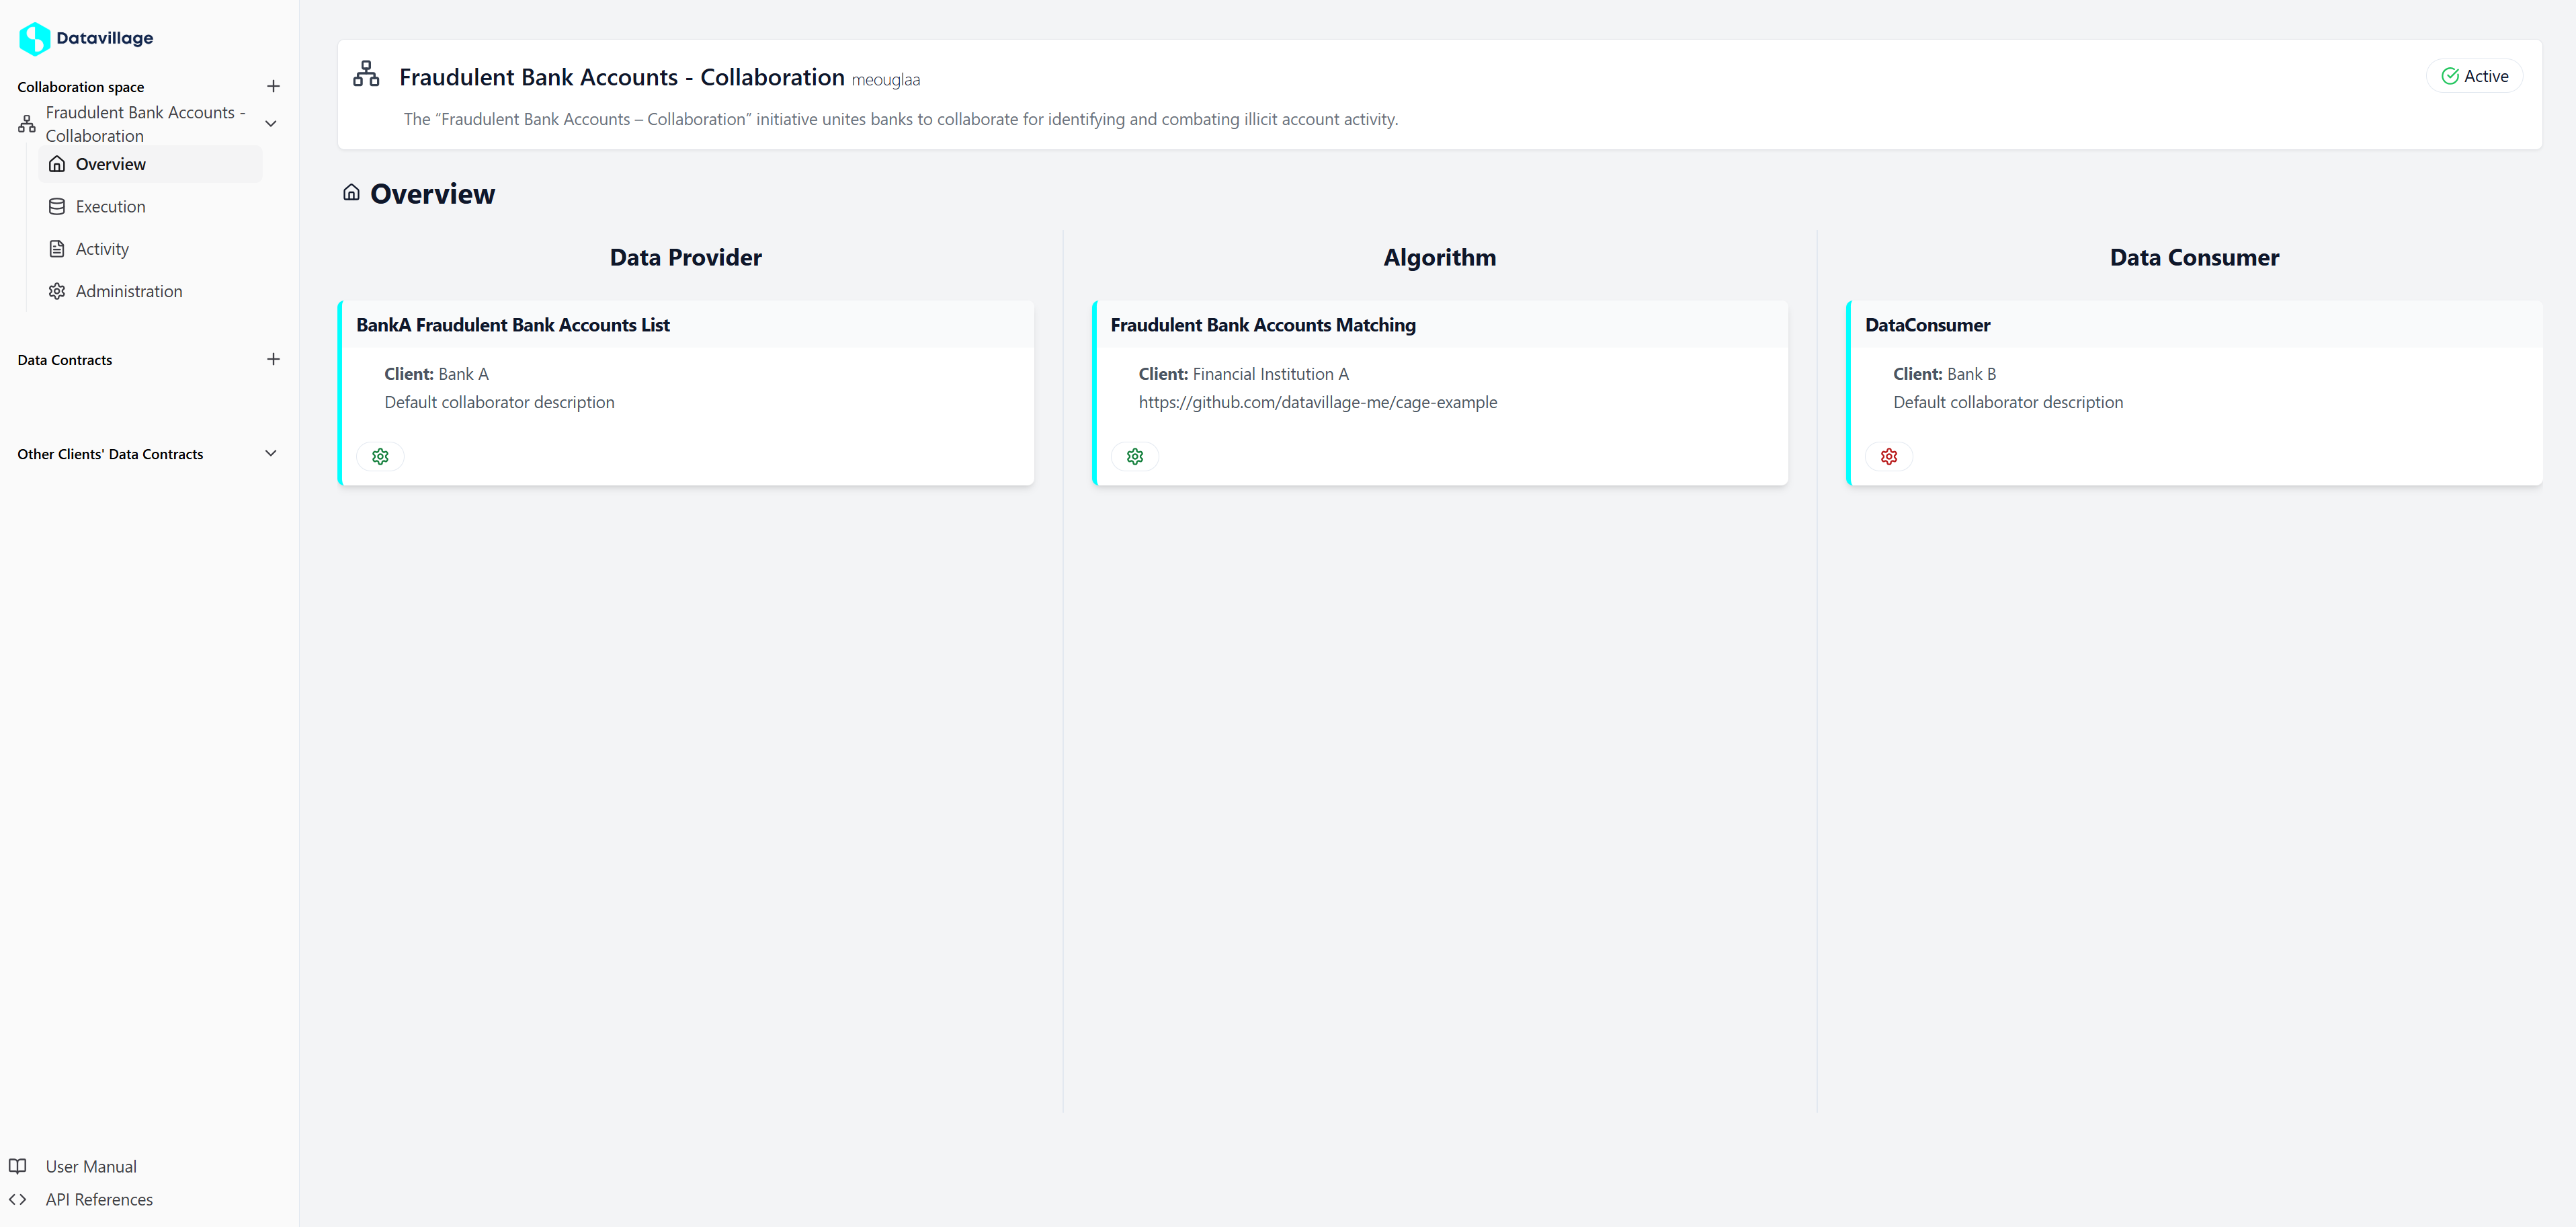 Datavillage
Collaboration space
Fraudulent Bank Accounts -
Collaboration
Overview
Execution
Activity
Administration
Data Contracts
Other Clients' Data Contracts
User Manual
API References
Fraudulent Bank Accounts - Collaboration meouglaa
Active
The “Fraudulent Bank Accounts – Collaboration” initiative unites banks to collaborate for identifying and combating illicit account activity.
Overview
Data Provider
BankA Fraudulent Bank Accounts List
Client: Bank A
Default collaborator description
Algorithm
Fraudulent Bank Accounts Matching
Client: Financial Institution A
https://github.com/datavillage-me/cage-example
Data Consumer
DataConsumer
Client: Bank B
Default collaborator description